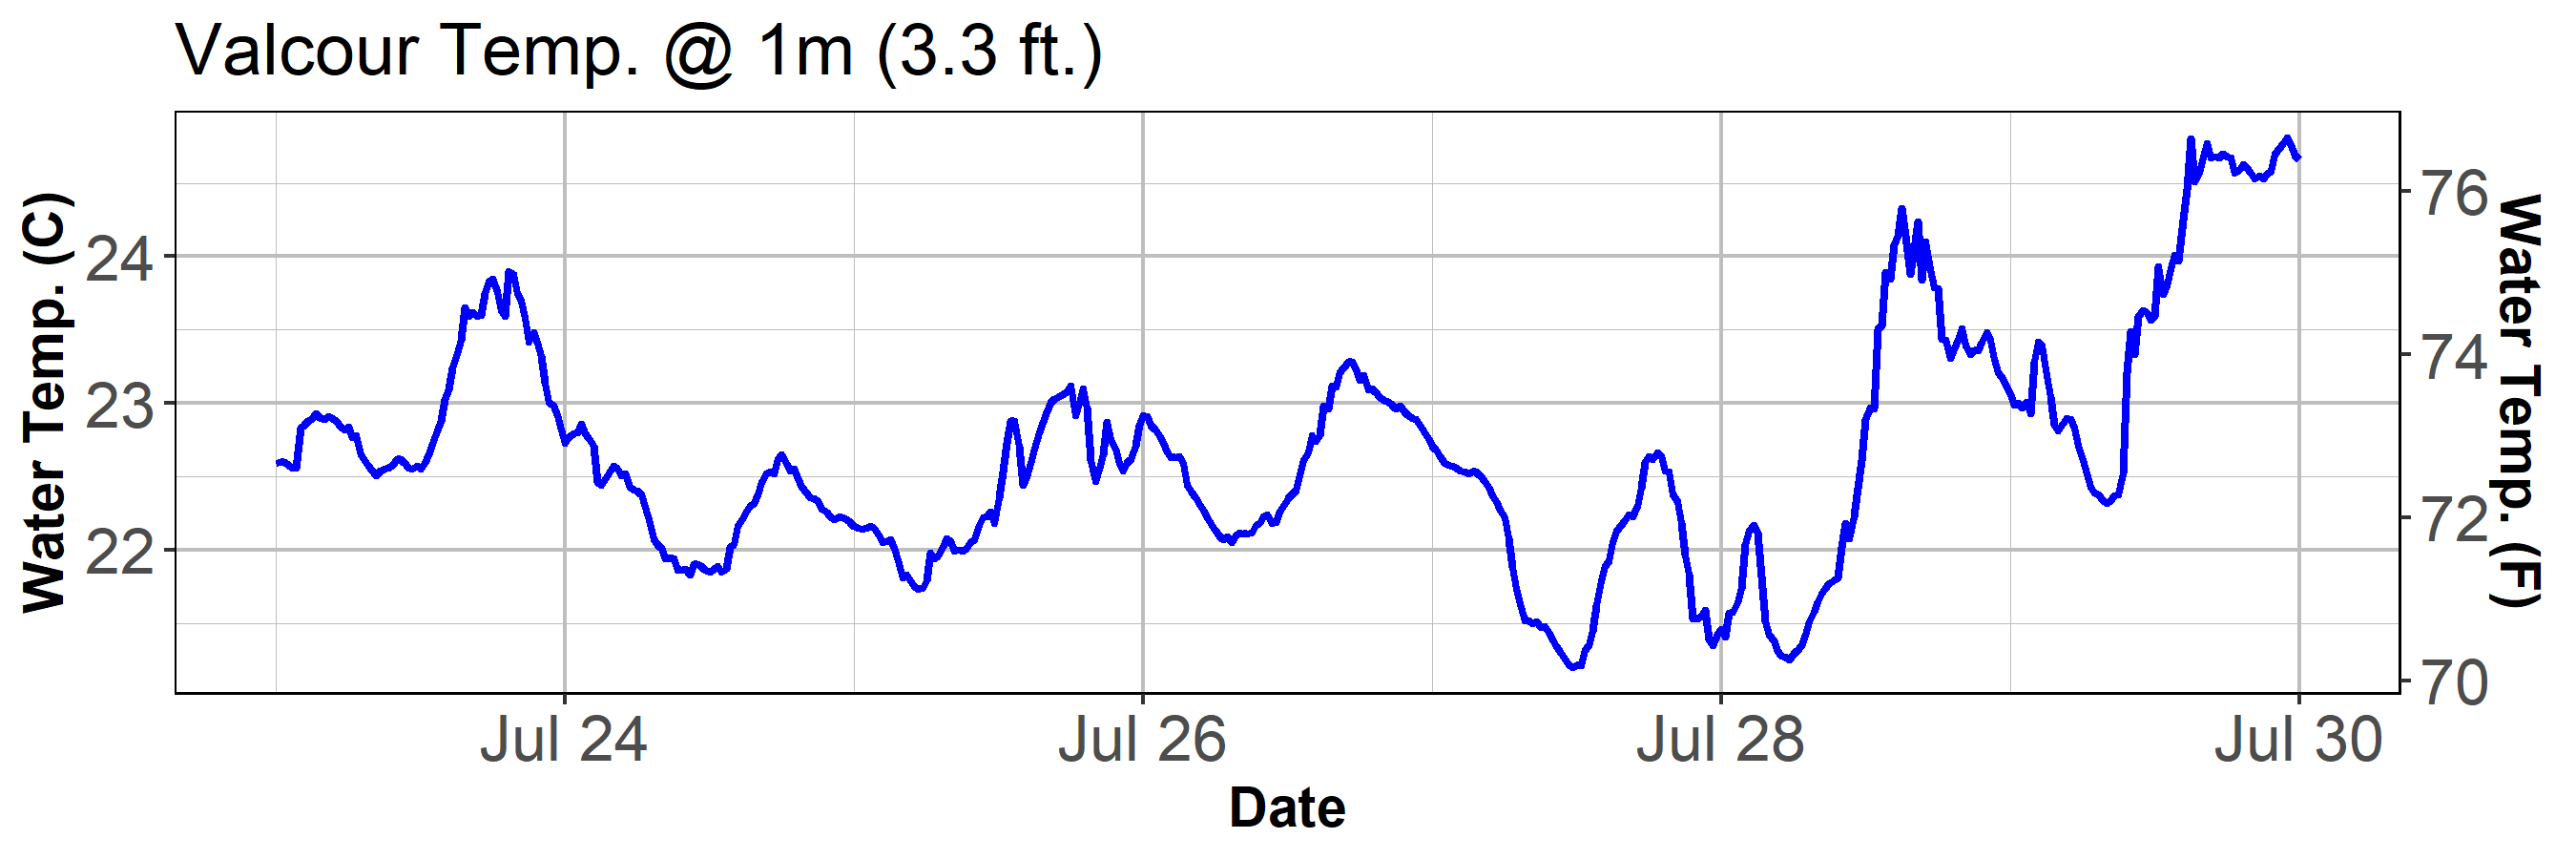 Valcour Temp. @ 1m (3.3 ft.)
Water Temp. (C)
24
23
22
76
74
72
70
Water Temp. (F)
Jul 24 Jul 26 Jul 28 Jul 30
Date